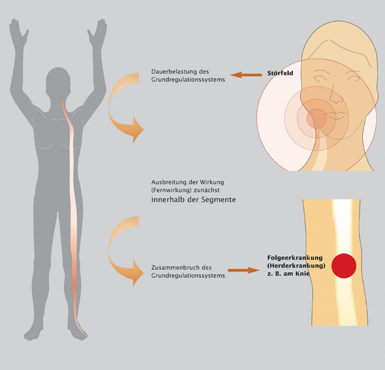 Dauerbelastung des
Grundregulationssystems
Störfeld
Ausbreitung der Wirkung
(Fernwirkung) zunächst
innerhalb der Segmente
Zusammenbruch des
Grundregulationssystems
Folgeerkrankung
(Herderkrankung)
z. B. am Knie